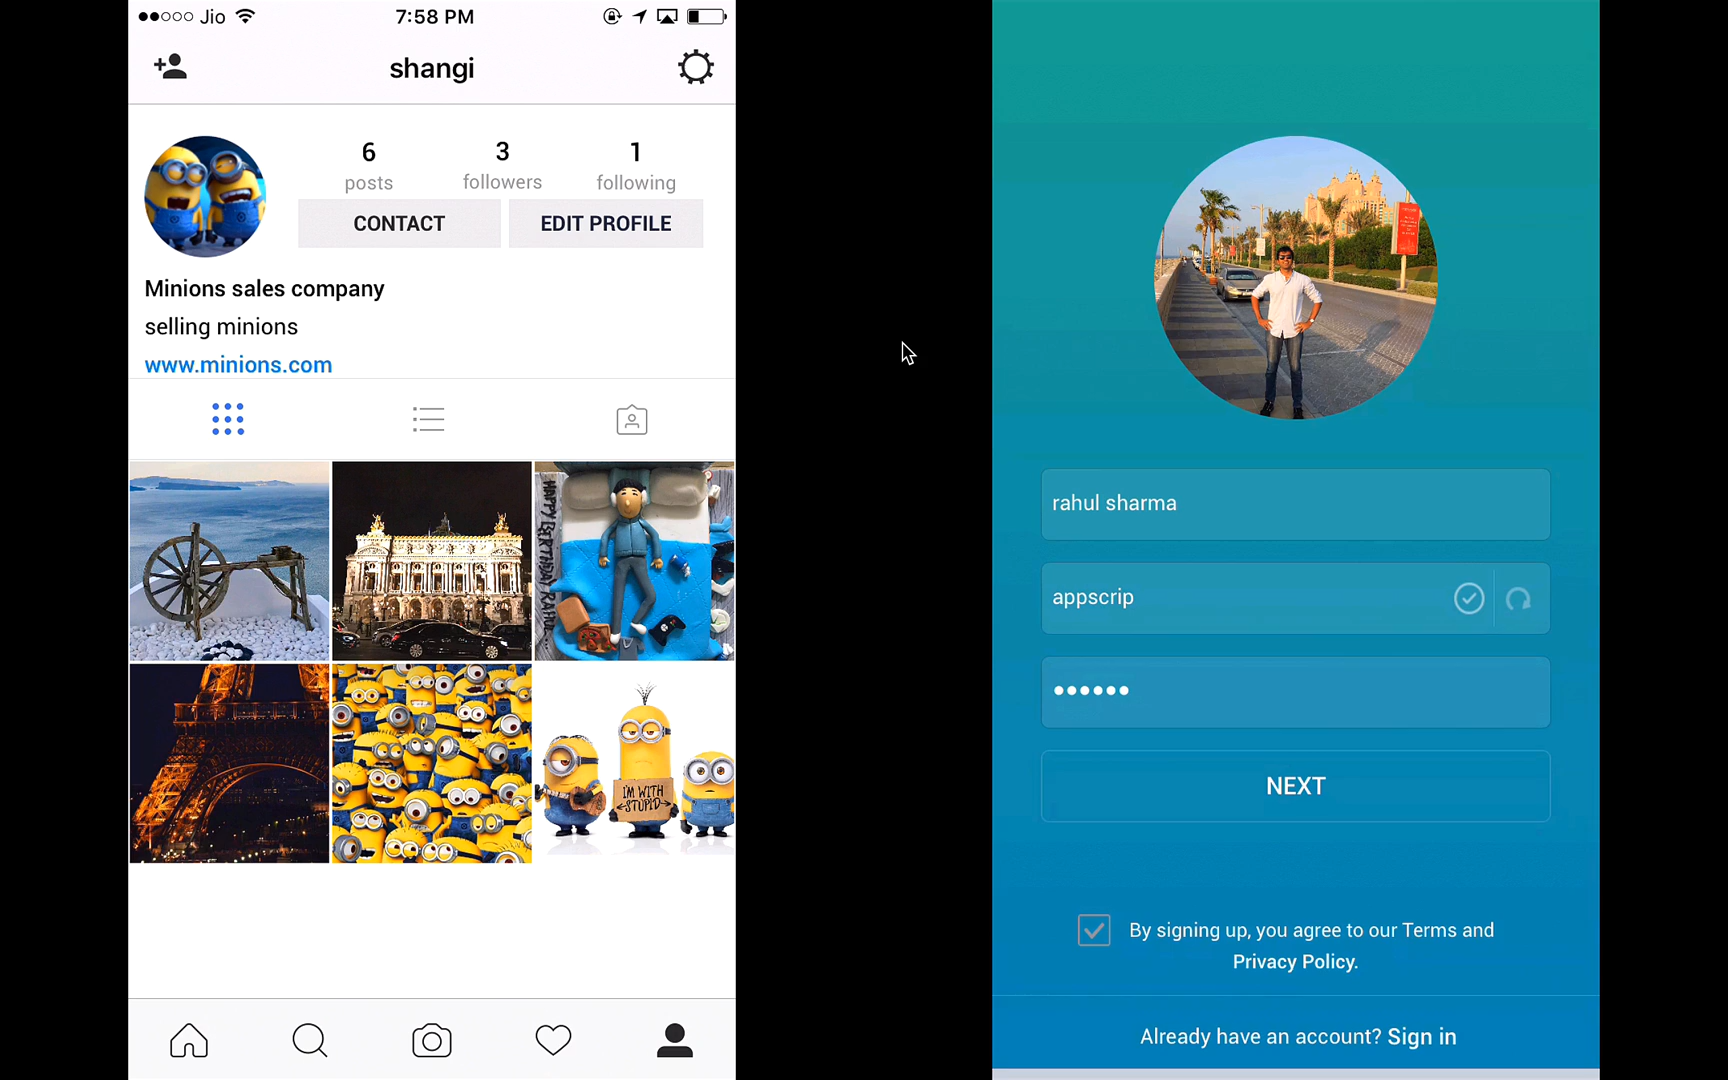 Jio
7:58 PM
shangi
6
posts
3
followers
1
following
CONTACT
EDIT PROFILE
Minions sales company
selling minions
www.minions.com
HAPPY BIRTHDAY RAHUL
I'M WITH
STUPID
rahul sharma
appscrip
NEXT
By signing up, you agree to our Terms and
Privacy Policy.
Already have an account? Sign in